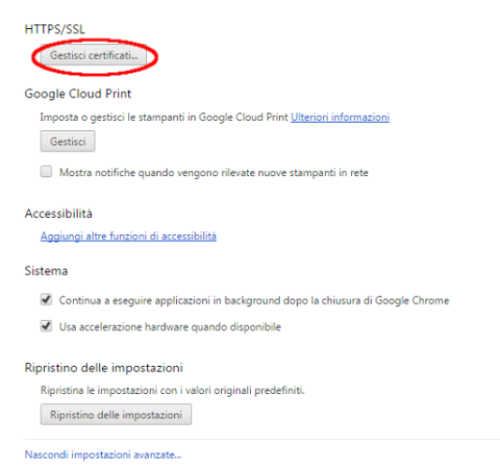 HTTPS/SSL
Gestisci certificati...
Google Cloud Print
Imposta o gestisci le stampanti in Google Cloud Print Ulteriori informazioni
Gestisci
Mostra notifiche quando vengono rilevate nuove stampanti in rete
Accessibilità
Aggiungi altre funzioni di accessibilità
Sistema
Continua a eseguire applicazioni in background dopo la chiusura di Google Chrome
Usa accelerazione hardware quando disponibile
Ripristino delle impostazioni
Ripristina le impostazioni con i valori originali predefiniti.
Ripristino delle impostazioni
Nascondi impostazioni avanzate...